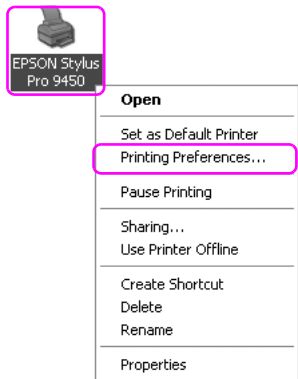 EPSON Stylus
Pro 9450
Open
Set as Default Printer
Printing Preferences...
Pause Printing
Sharing...
Use Printer Offline
Create Shortcut
Delete
Rename
Properties